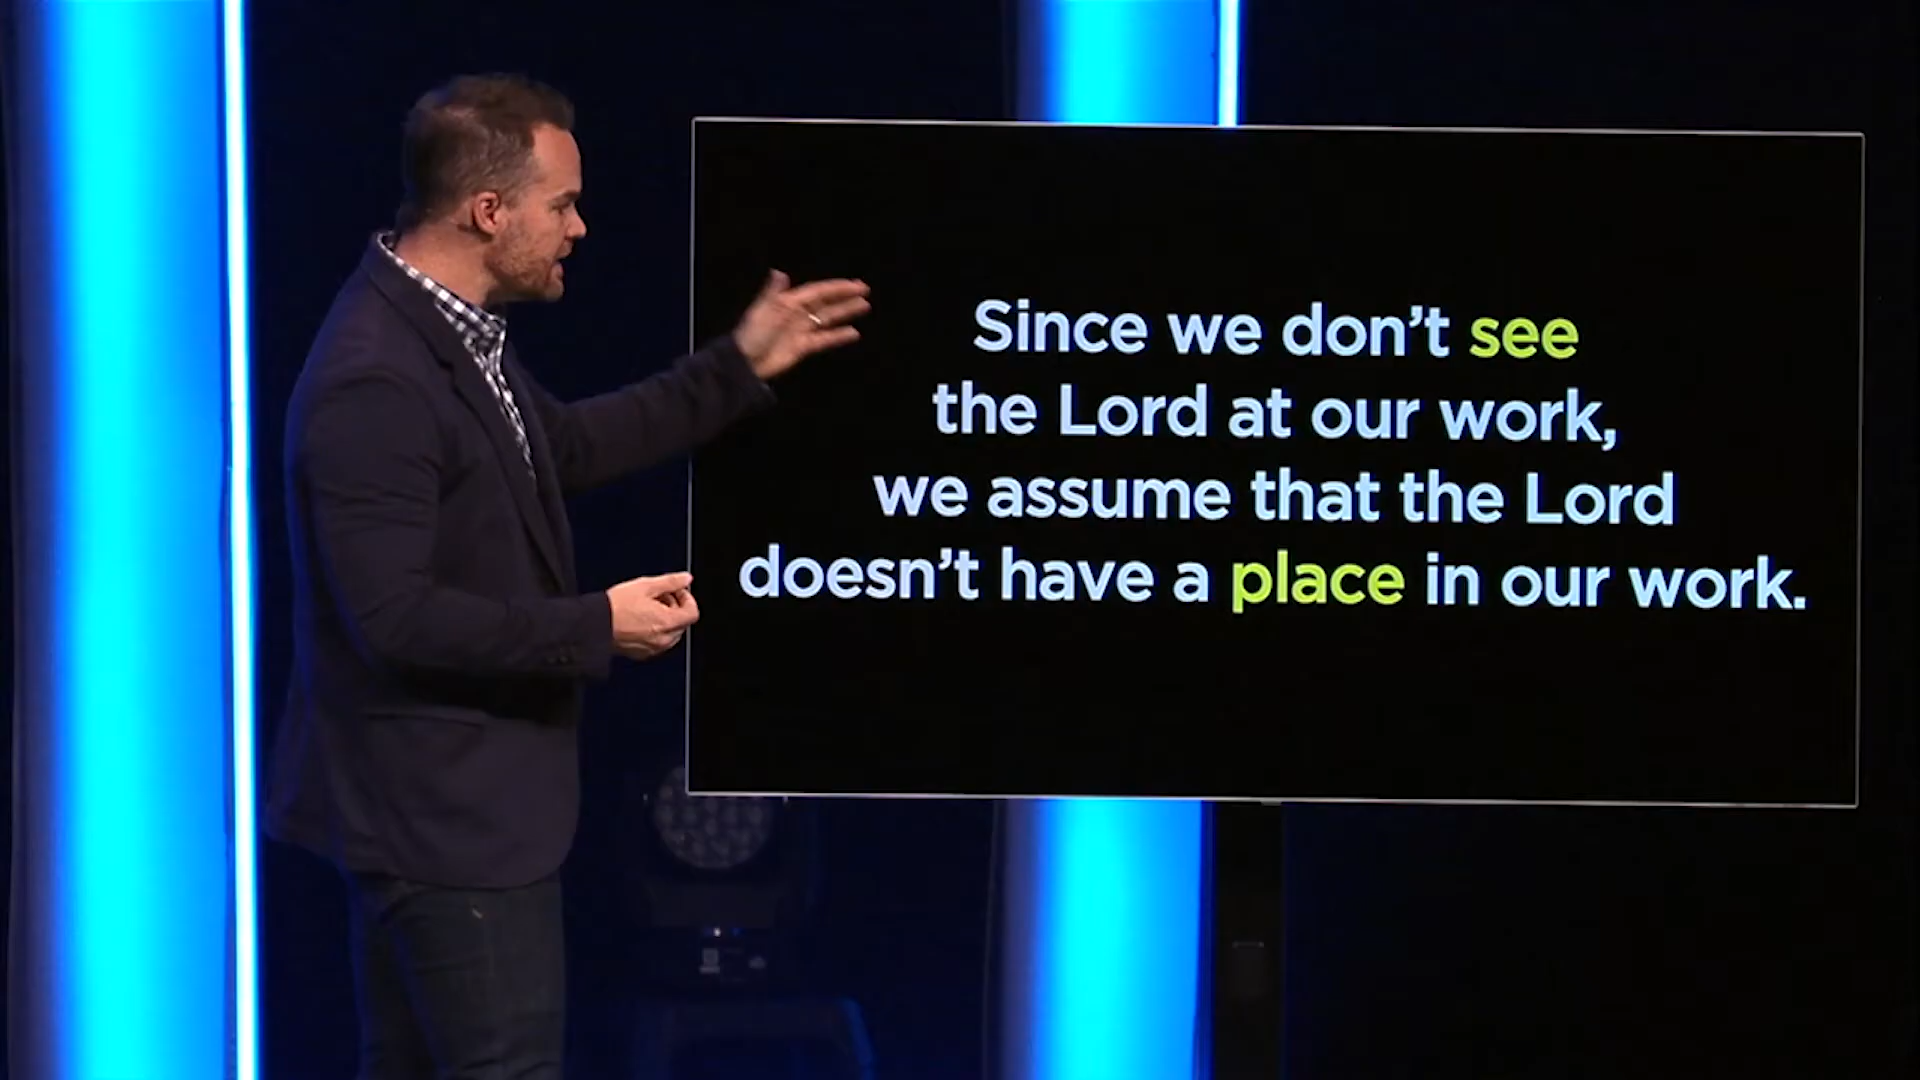 Since we don’t see
the Lord at our work,
we assume that the Lord
doesn’t have a place in our work.